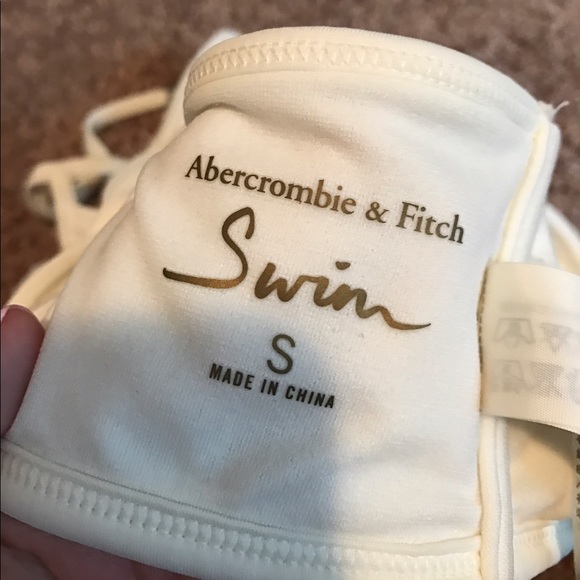 Abercrombie & Fitch
Swim
S
MADE IN CHINA